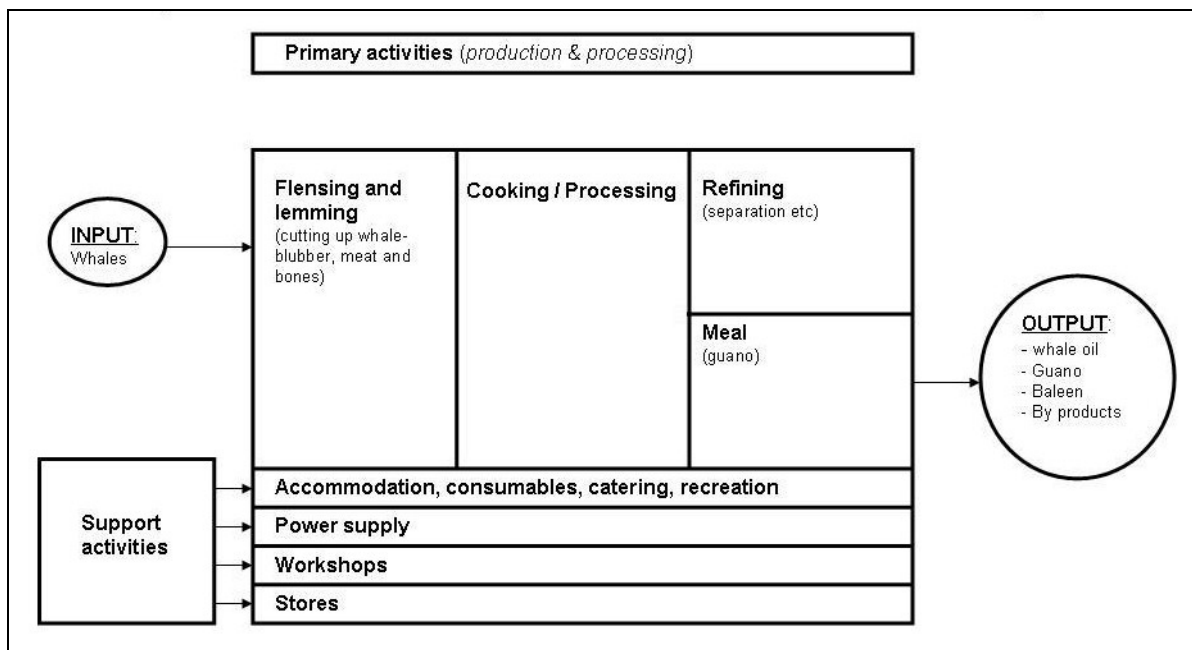 Primary activities (production & processing)
INPUT:
Whales
Flensing and
lemming
(cutting up whale-
blubber, meat and
bones)
Cooking / Processing
Refining
(separation etc)
Meal
(guano)
OUTPUT:
- whale oil
- Guano
- Baleen
- By products
Support
activities
Accommodation, consumables, catering, recreation
Power supply
Workshops
Stores